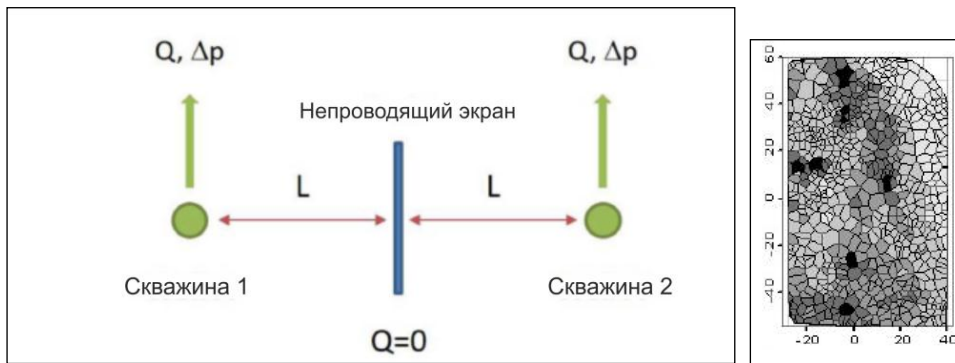 Q, Δp
Q, Δp
Непроводящий экран
L
L
Скважина 1
Скважина 2
Q=0
60
40
20
0
-20
-40
-20
0
20
40